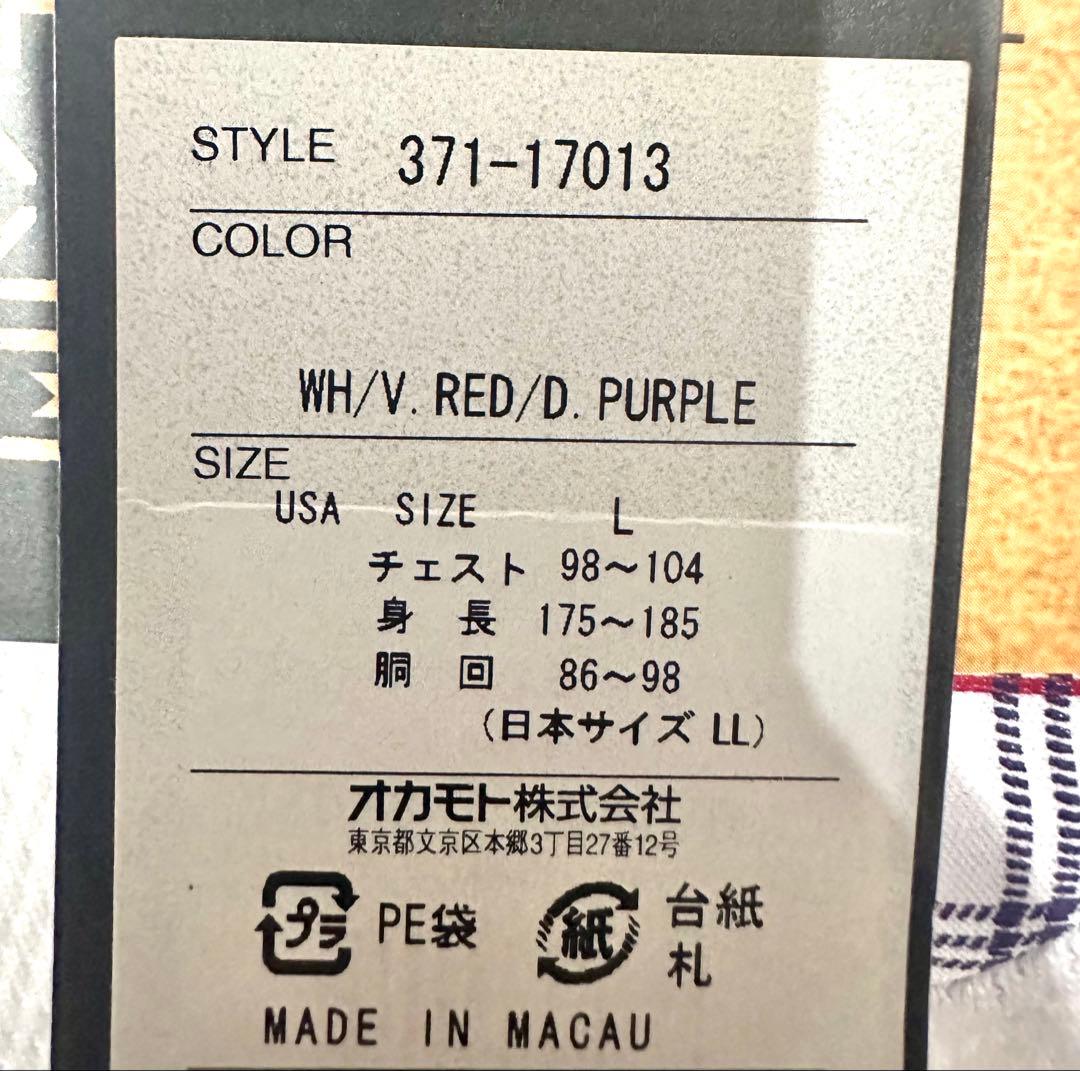 STYLE 371-17013
COLOR
WH/V. RED/D. PURPLE
SIZE
USA SIZE L
チェスト 98〜104
身 長 175〜185
胴 回 86〜98
(日本サイズ LL)
オカモト株式会社
東京都文京区本郷3丁目27番12号
プラ PE袋 紙 台紙
札
MADE IN MACAU